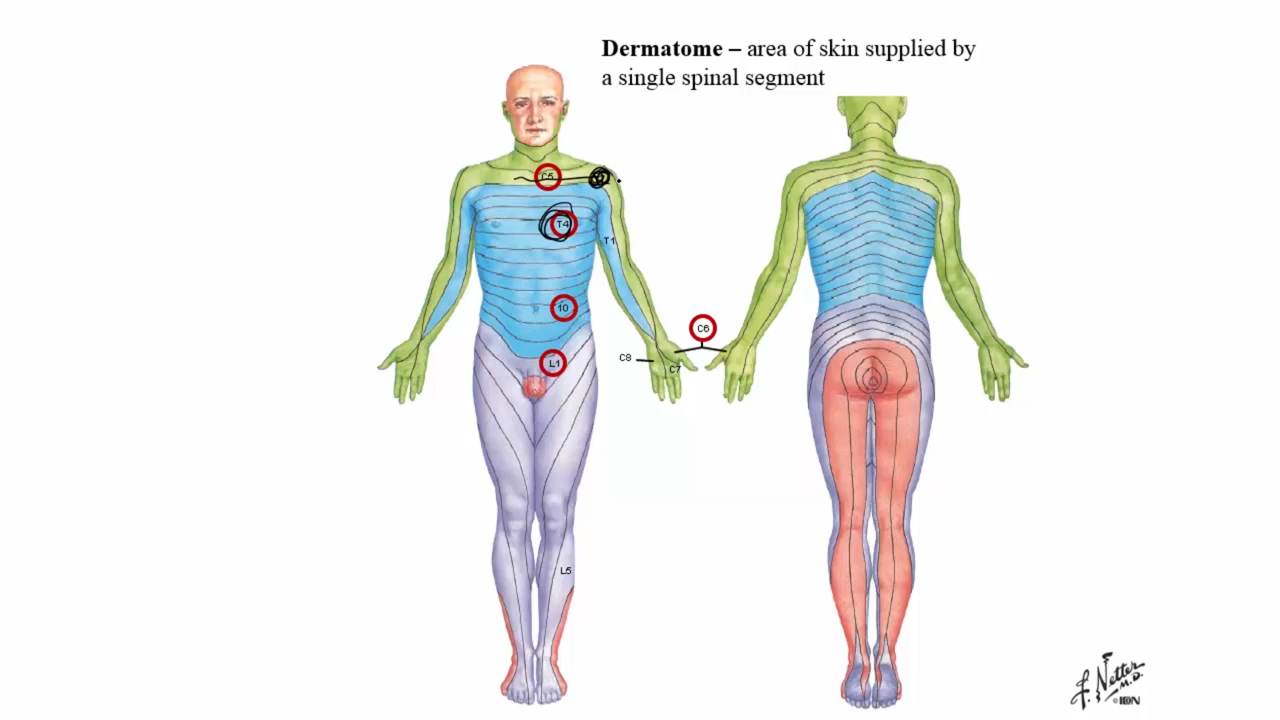 Dermatome – area of skin supplied by
a single spinal segment
C5
T4
T1
10
C6
C8
C7
L1
L5
F. Netter
M.D.
© IDN